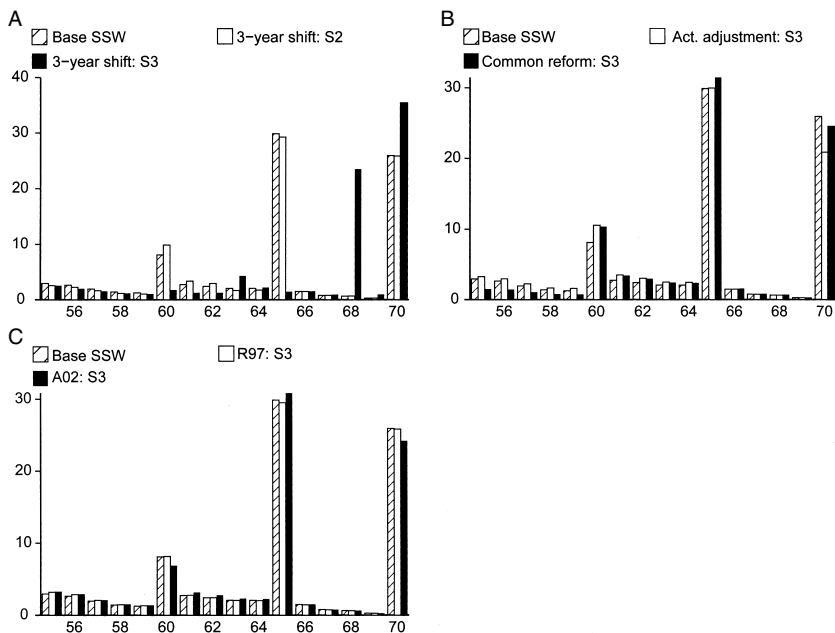 A
Base SSW 3−year shift: S2
3−year shift: S3
40
30
20
10
0
56 58 60 62 64 66 68 70
B
Base SSW Act. adjustment: S3
Common reform: S3
30
20
10
0
56 58 60 62 64 66 68 70
C
Base SSW R97: S3
A02: S3
30
20
10
0
56 58 60 62 64 66 68 70